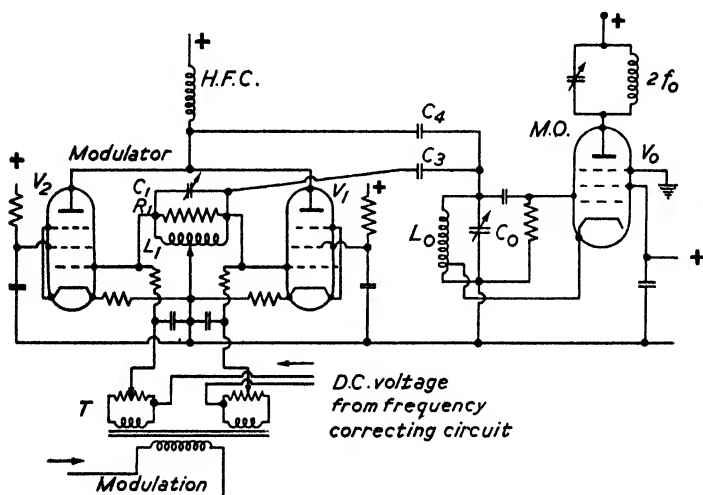 +
+
H.F.C.
2f₀
C₄
M.O.
Modulator
C₃
V₀
+
V₂
C₁
V₁
+
R₁
L₁
L₀
C₀
+
D.C. voltage
T
from frequency
correcting circuit
Modulation